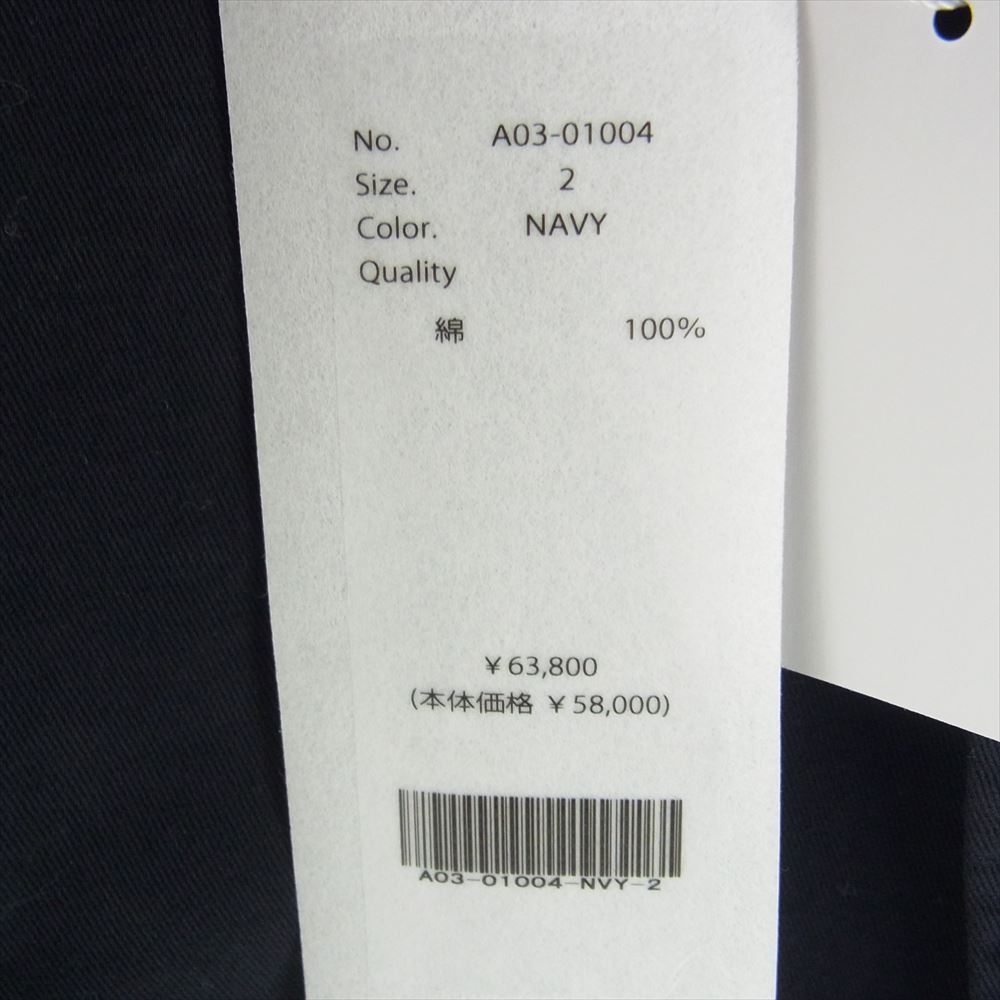 No. A03-01004
Size. 2
Color. NAVY
Quality
綿 100%
¥63,800
(本体価格 ¥58,000)
A03-01004-NVY-2